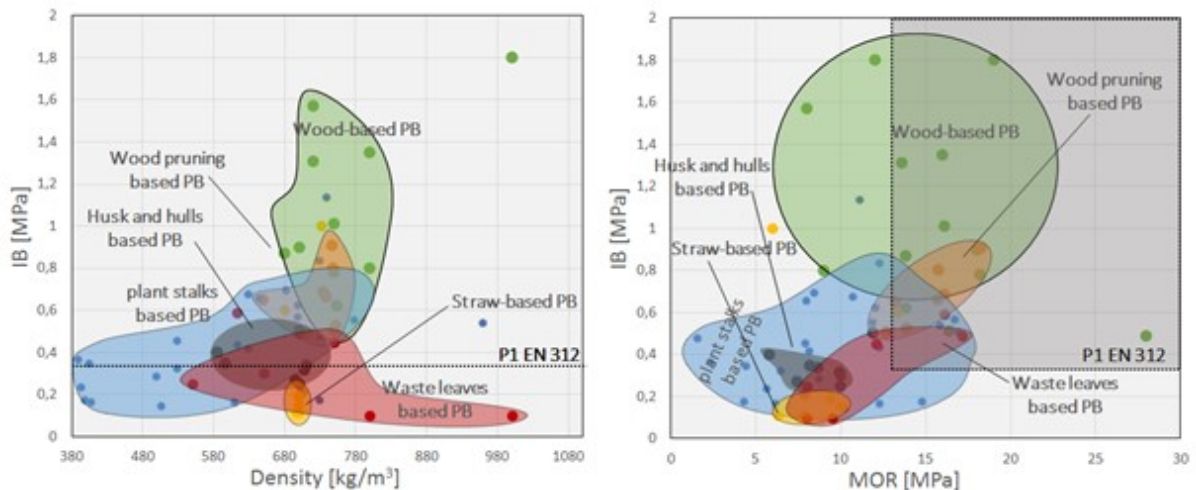 2
1,8
1,6
1,4
1,2
1
0,8
0,6
0,4
0,2
0
IB [MPa]
Wood-based PB
Wood pruning
based PB
Husk and hulls
based PB
plant stalks
based PB
Straw-based PB
P1 EN 312
Waste leaves
based PB
380
480
580
680
780
880
980
1080
Density [kg/m³]
2
1,8
1,6
1,4
1,2
1
0,8
0,6
0,4
0,2
0
IB [MPa]
Wood pruning
based PB
Wood-based PB
Husk and hulls
based PB
Straw-based PB
plant stalks
based PB
P1 EN 312
Waste leaves
based PB
0
5
10
15
20
25
30
MOR [MPa]